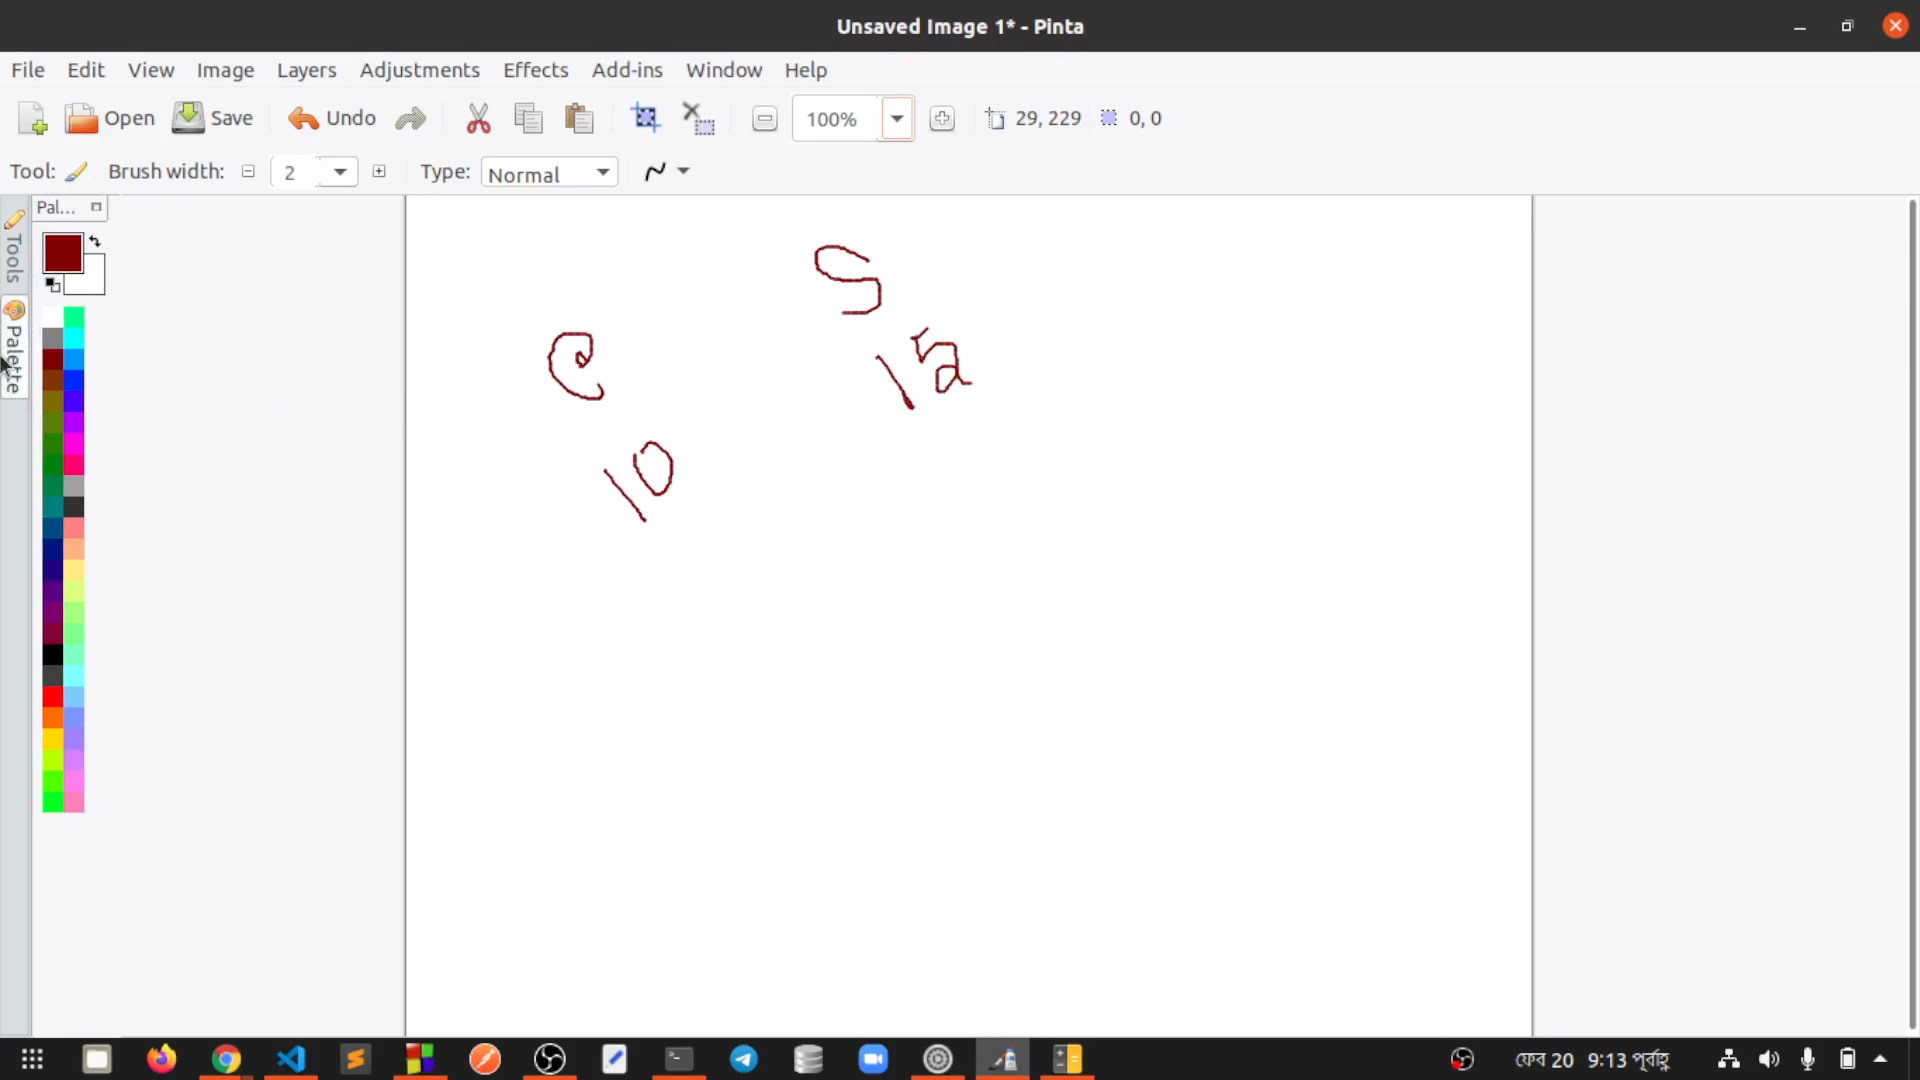 Unsaved Image 1* - Pinta
File Edit View Image Layers Adjustments Effects Add-ins Window Help
Open Save Undo 100% 29, 229 0, 0
Tool: Brush width: 2 Type: Normal
Tools
Palette
Pal...
S
C
10
ফেব 20 9:13 পূর্বাহ্ণ